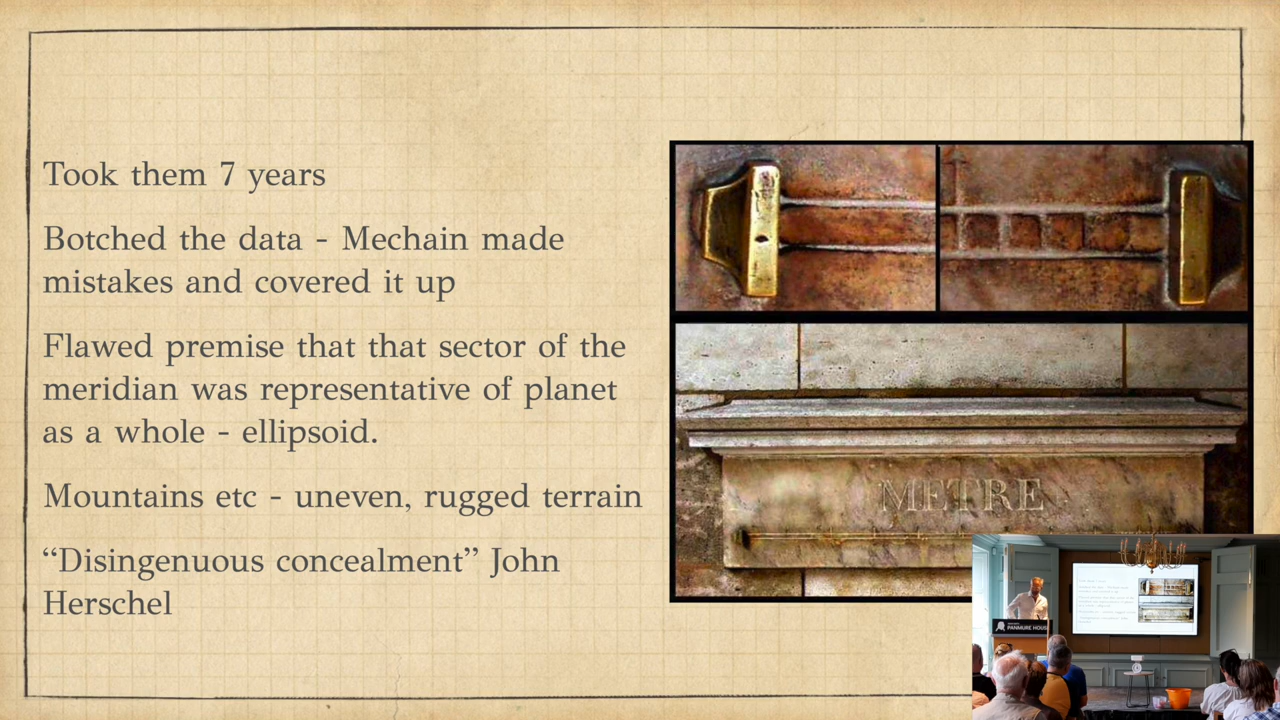 Took them 7 years
Botched the data - Mechain made
mistakes and covered it up
Flawed premise that that sector of the
meridian was representative of planet
as a whole - ellipsoid.
Mountains etc - uneven, rugged terrain
“Disingenuous concealment” John
Herschel
METRE
PANMURE HOUSE